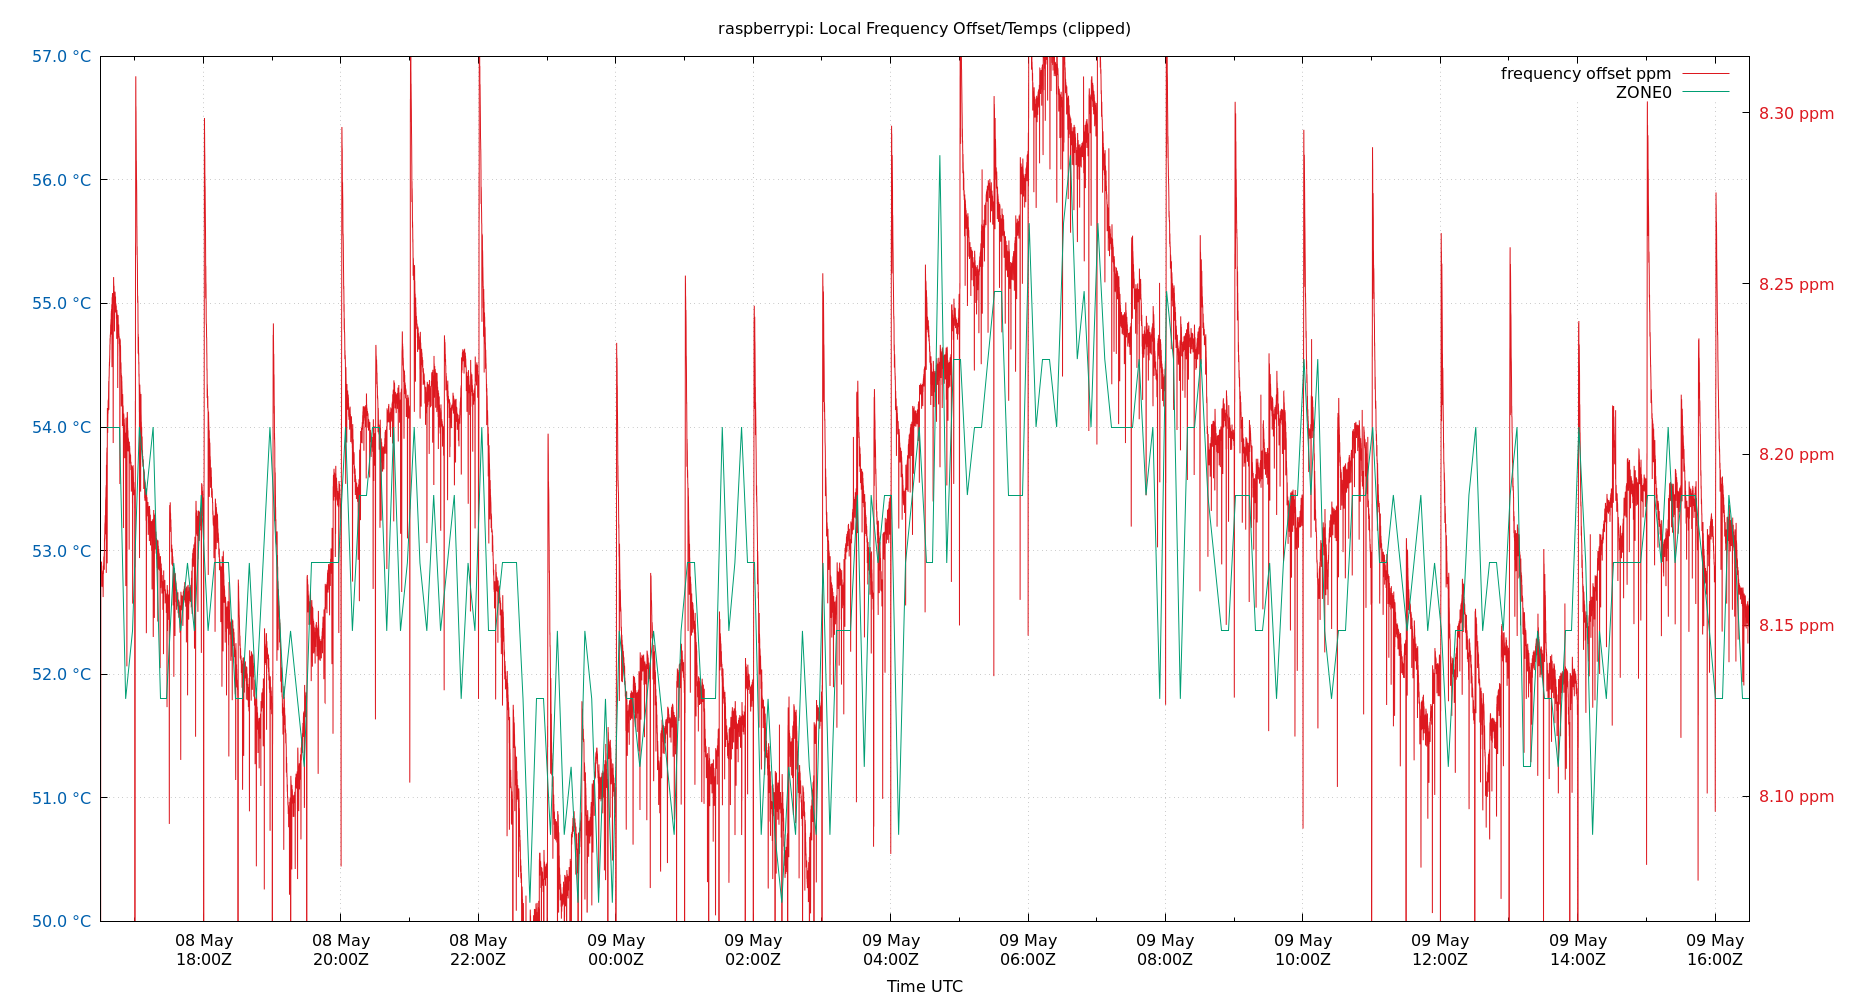 raspberrypi: Local Frequency Offset/Temps (clipped)
57.0 °C
56.0 °C
55.0 °C
54.0 °C
53.0 °C
52.0 °C
51.0 °C
50.0 °C
frequency offset ppm
ZONE0
8.30 ppm
8.25 ppm
8.20 ppm
8.15 ppm
8.10 ppm
08 May 08 May 08 May 09 May 09 May 09 May 09 May 09 May 09 May 09 May 09 May 09 May
18:00Z 20:00Z 22:00Z 00:00Z 02:00Z 04:00Z 06:00Z 08:00Z 10:00Z 12:00Z 14:00Z 16:00Z
Time UTC